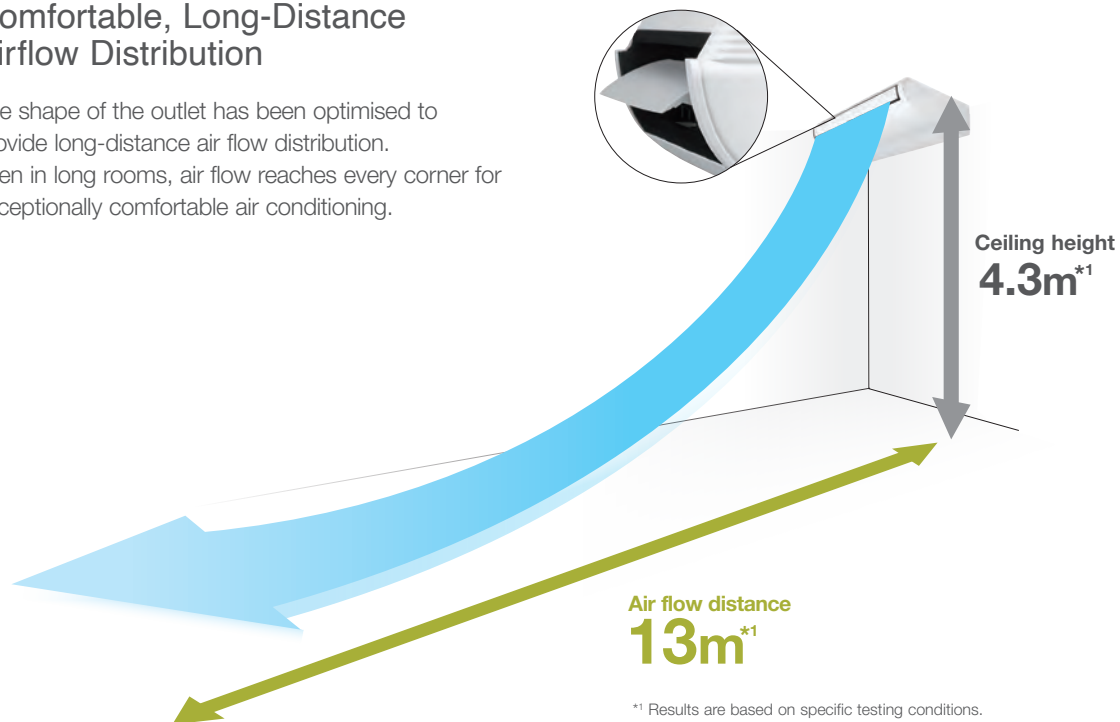 omfortable, Long-Distance
irflow Distribution
e shape of the outlet has been optimised to
ovide long-distance air flow distribution.
en in long rooms, air flow reaches every corner for
ceptionally comfortable air conditioning.
Ceiling height
4.3m*1
Air flow distance
13m*1
*1 Results are based on specific testing conditions.